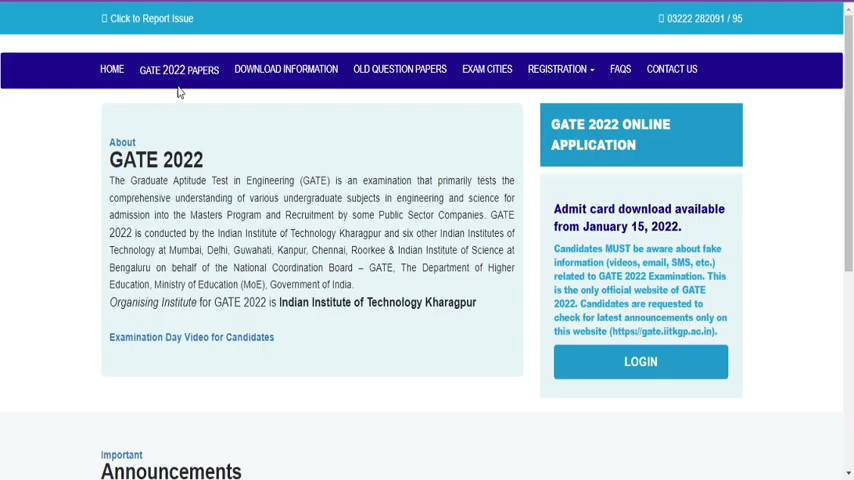 Click to Report Issue
03222 282091 / 95
HOME GATE 2022 PAPERS DOWNLOAD INFORMATION OLD QUESTION PAPERS EXAM CITIES REGISTRATION FAQS CONTACT US
About
GATE 2022
The Graduate Aptitude Test in Engineering (GATE) is an examination that primarily tests the
comprehensive understanding of various undergraduate subjects in engineering and science for
admission into the Masters Program and Recruitment by some Public Sector Companies. GATE
2022 is conducted by the Indian Institute of Technology Kharagpur and six other Indian Institutes of
Technology at Mumbai, Delhi, Guwahati, Kanpur, Chennai, Roorkee & Indian Institute of Science at
Bengaluru on behalf of the National Coordination Board – GATE, The Department of Higher
Education, Ministry of Education (MoE), Government of India.
Organising Institute for GATE 2022 is Indian Institute of Technology Kharagpur
Examination Day Video for Candidates
GATE 2022 ONLINE
APPLICATION
Admit card download available
from January 15, 2022.
Candidates MUST be aware about fake
information (videos, email, SMS, etc.)
related to GATE 2022 Examination. This
is the only official website of GATE
2022. Candidates are requested to
check for latest announcements only on
this website (https://gate.iitkgp.ac.in).
LOGIN
Important
Announcements